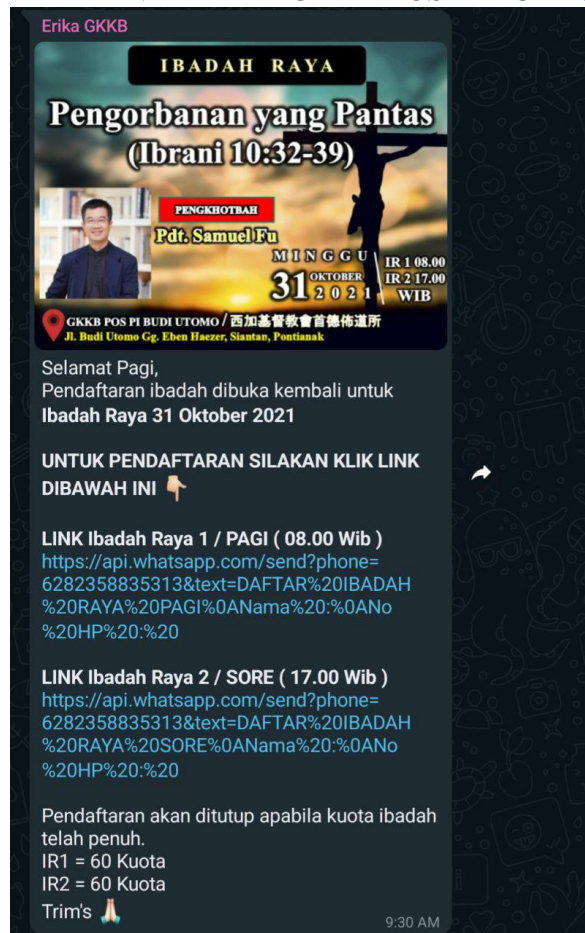 Erika GKKB
IBADAH RAYA
Pengorbanan yang Pantas
(Ibrani 10:32-39)
PENGKHOTBAH
Pdt. Samuel Fu
MINGGU
31 OKTOBER 2021
IR 1 08.00
IR 2 17.00
WIB
GKKB POS PI BUDI UTOMO / 西加基督教會首德佈道所
Jl. Budi Utomo Gg. Eben Haezer, Siantan, Pontianak
Selamat Pagi,
Pendaftaran ibadah dibuka kembali untuk
Ibadah Raya 31 Oktober 2021
UNTUK PENDAFTARAN SILAKAN KLIK LINK
DIBAWAH INI 👇🏻
LINK Ibadah Raya 1 / PAGI ( 08.00 Wib )
https://api.whatsapp.com/send?phone=
6282358835313&text=DAFTAR%20IBADAH
%20RAYA%20PAGI%0ANama%20:%0ANo
%20HP%20:%20
LINK Ibadah Raya 2 / SORE ( 17.00 Wib )
https://api.whatsapp.com/send?phone=
6282358835313&text=DAFTAR%20IBADAH
%20RAYA%20SORE%0ANama%20:%0ANo
%20HP%20:%20
Pendaftaran akan ditutup apabila kuota ibadah
telah penuh.
IR1 = 60 Kuota
IR2 = 60 Kuota
Trim's 🙏🏻
9:30 AM